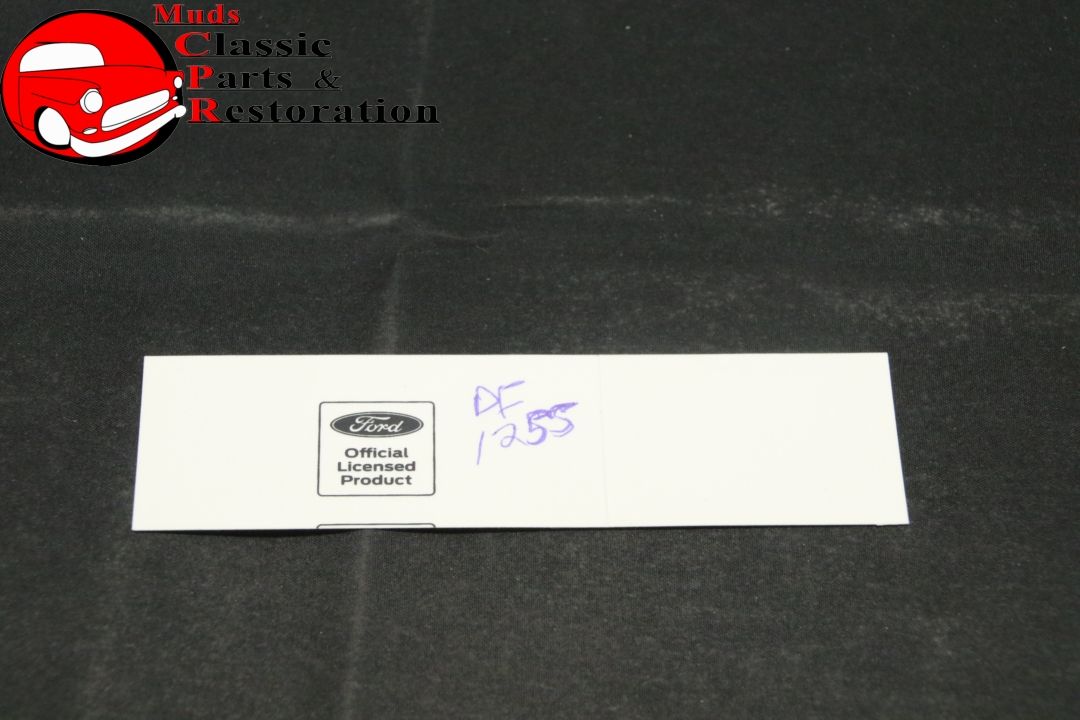 Muds
Classic
Parts &
Restoration
Ford
Official
Licensed
Product
DF
1255